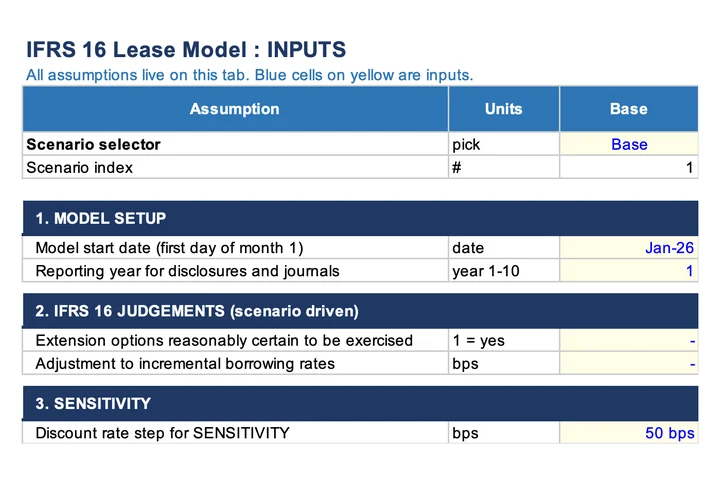 IFRS 16 Lease Model : INPUTS
All assumptions live on this tab. Blue cells on yellow are inputs.
Assumption Units Base
Scenario selector pick Base
Scenario index # 1
1. MODEL SETUP
Model start date (first day of month 1) date Jan-26
Reporting year for disclosures and journals year 1-10 1
2. IFRS 16 JUDGEMENTS (scenario driven)
Extension options reasonably certain to be exercised 1 = yes -
Adjustment to incremental borrowing rates bps -
3. SENSITIVITY
Discount rate step for SENSITIVITY bps 50 bps